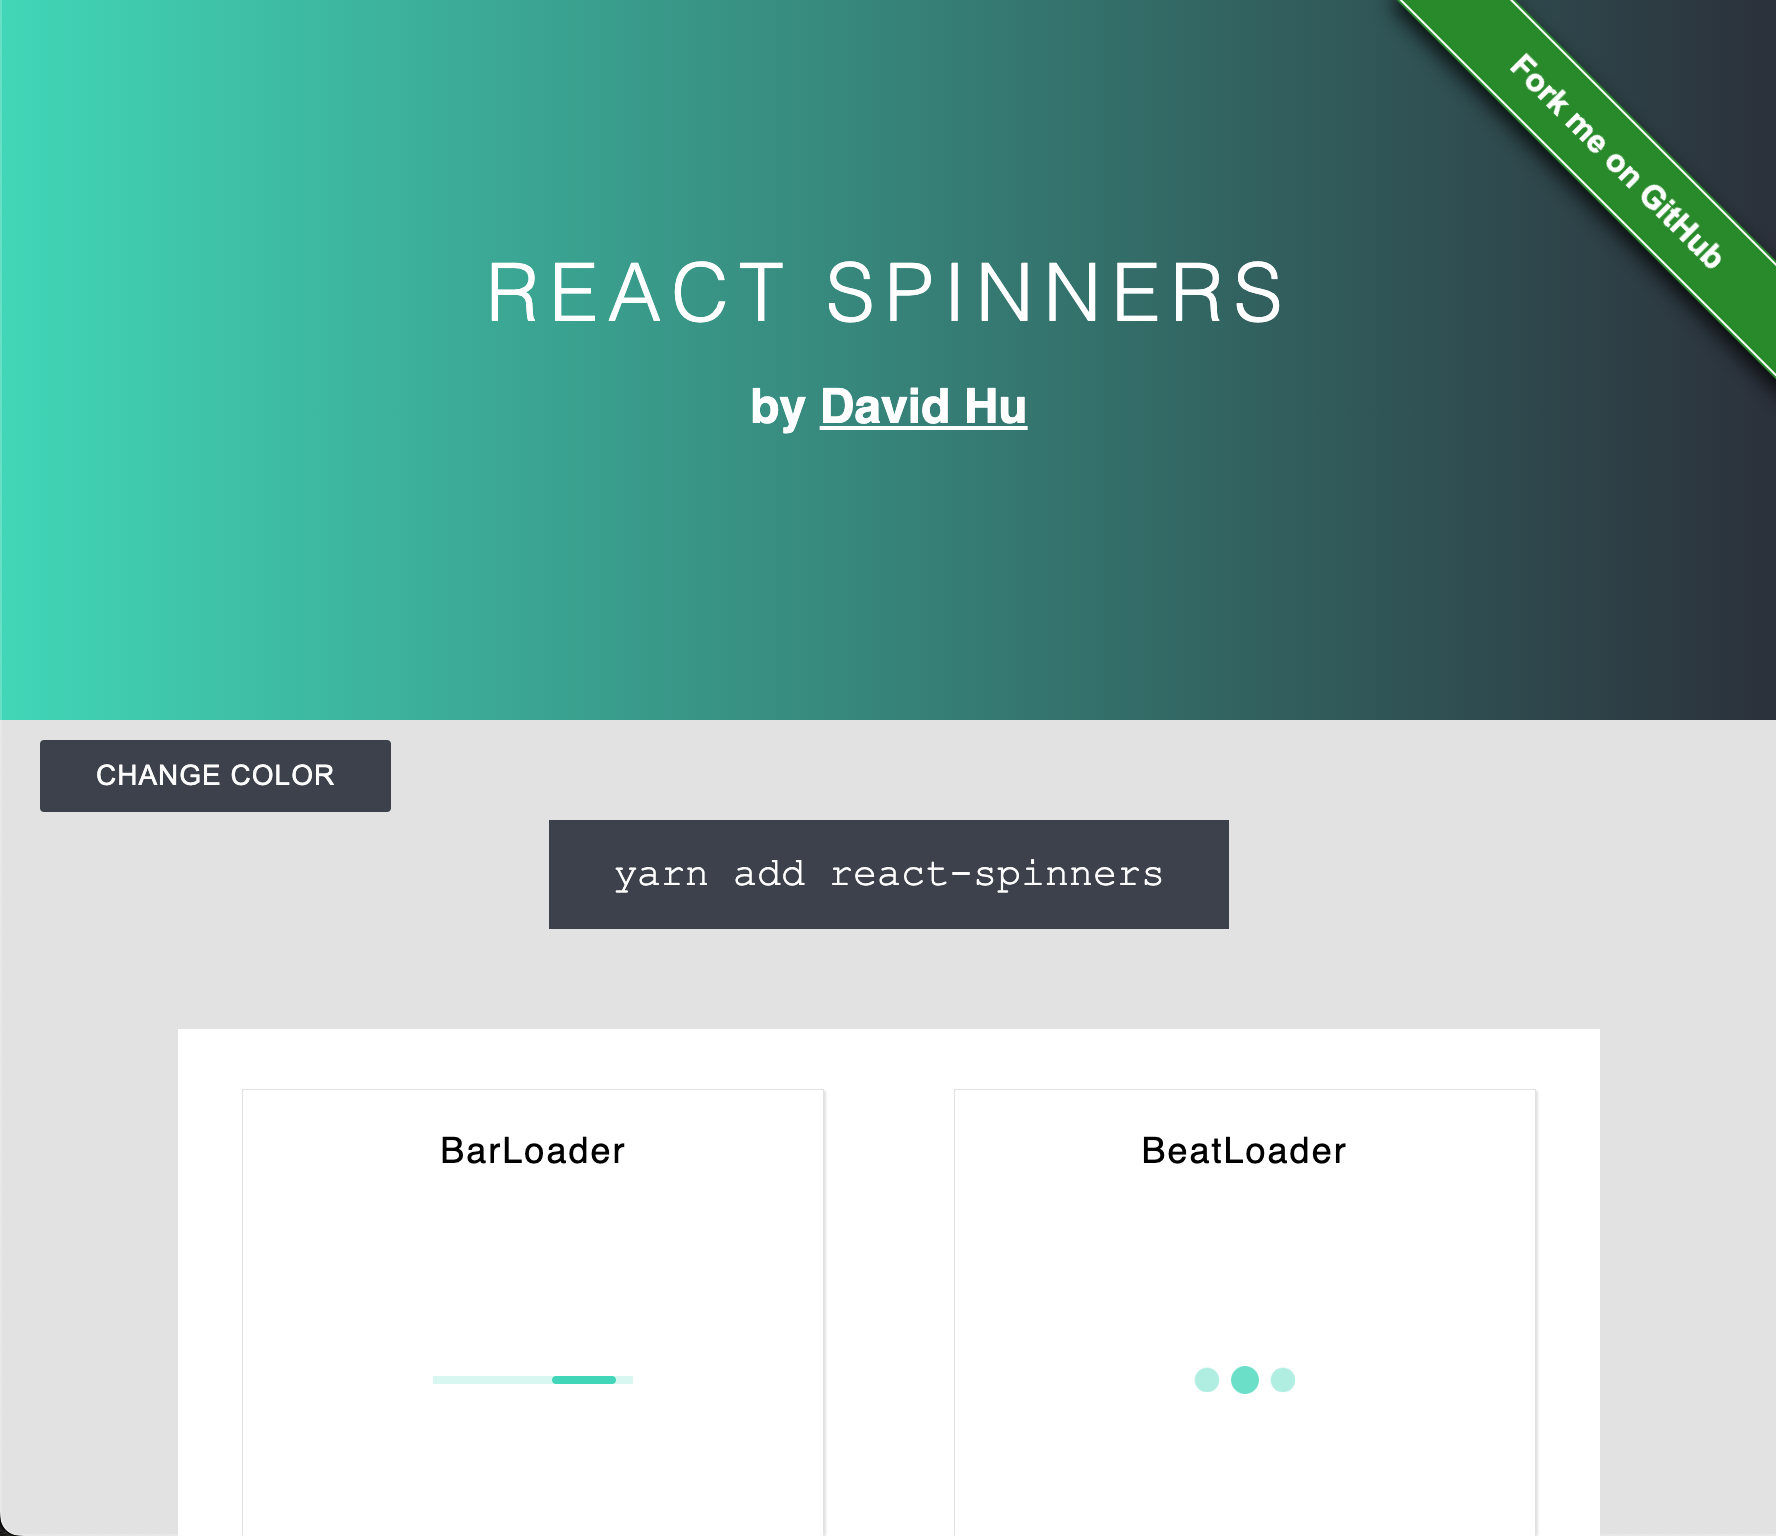 Fork me on GitHub
REACT SPINNERS
by David Hu
CHANGE COLOR
yarn add react-spinners
BarLoader
BeatLoader